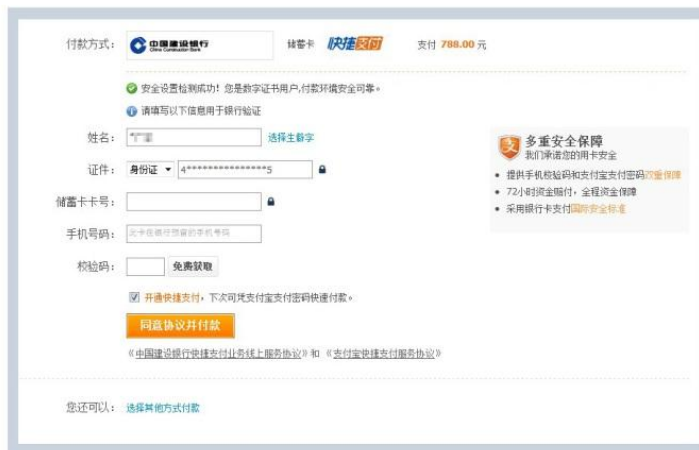 付款方式： 中国建设银行 China Construction Bank 储蓄卡 快捷支付 支付 788.00 元
安全设置检测成功！您是数字证书用户,付款环境安全可靠。
请填写以下信息用于银行验证
姓名： 选择生僻字
证件： 身份证 4***************5
储蓄卡卡号：
手机号码： 此卡在银行预留的手机号码
校验码： 免费获取
开通快捷支付，下次可凭支付宝支付密码快速付款。
同意协议并付款
《中国建设银行快捷支付业务线上服务协议》和 《支付宝快捷支付服务协议》
您还可以： 选择其他方式付款
支
多重安全保障
我们承诺您的用卡安全
• 提供手机校验码和支付宝支付密码双重保障
• 72小时资金赔付，全程资金保障
• 采用银行卡支付国际安全标准